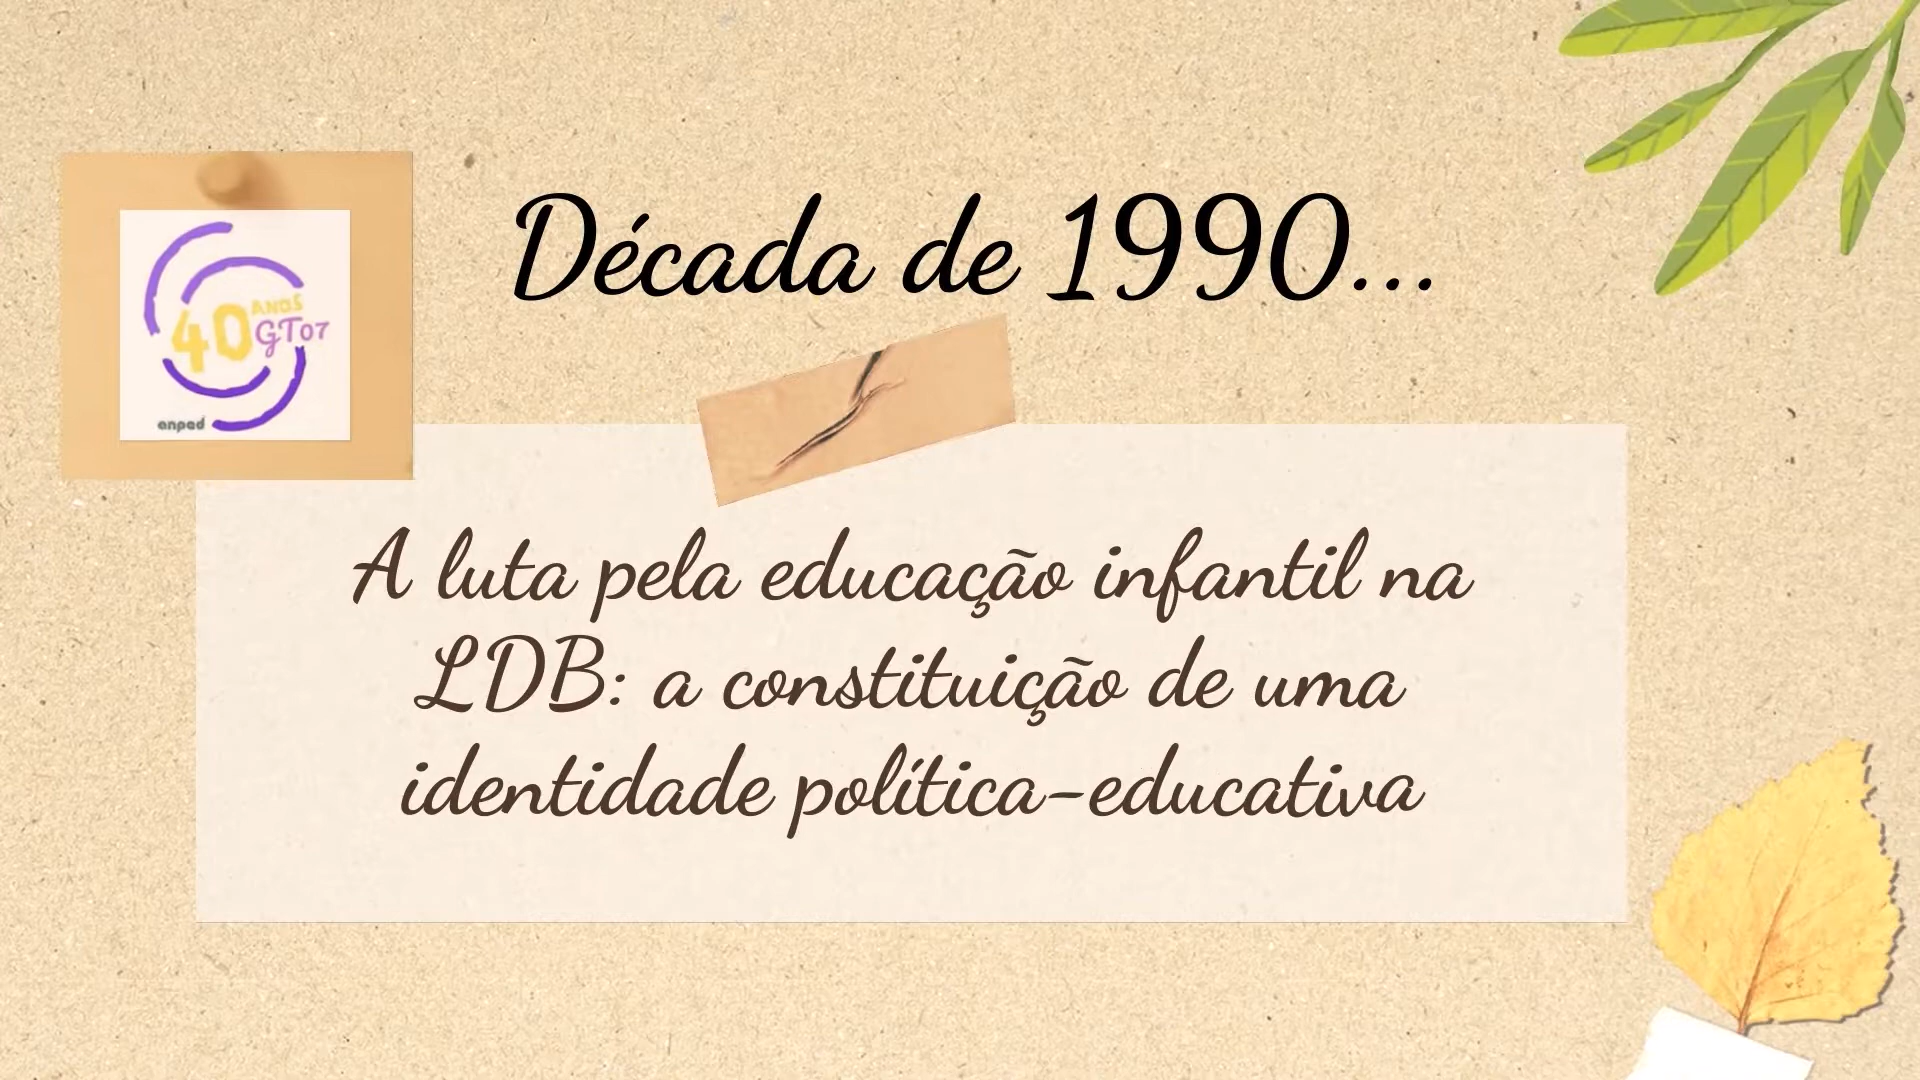 Década de 1990...
40 ANOS
GT07
anped
A luta pela educação infantil na
LDB: a constituição de uma
identidade política-educativa